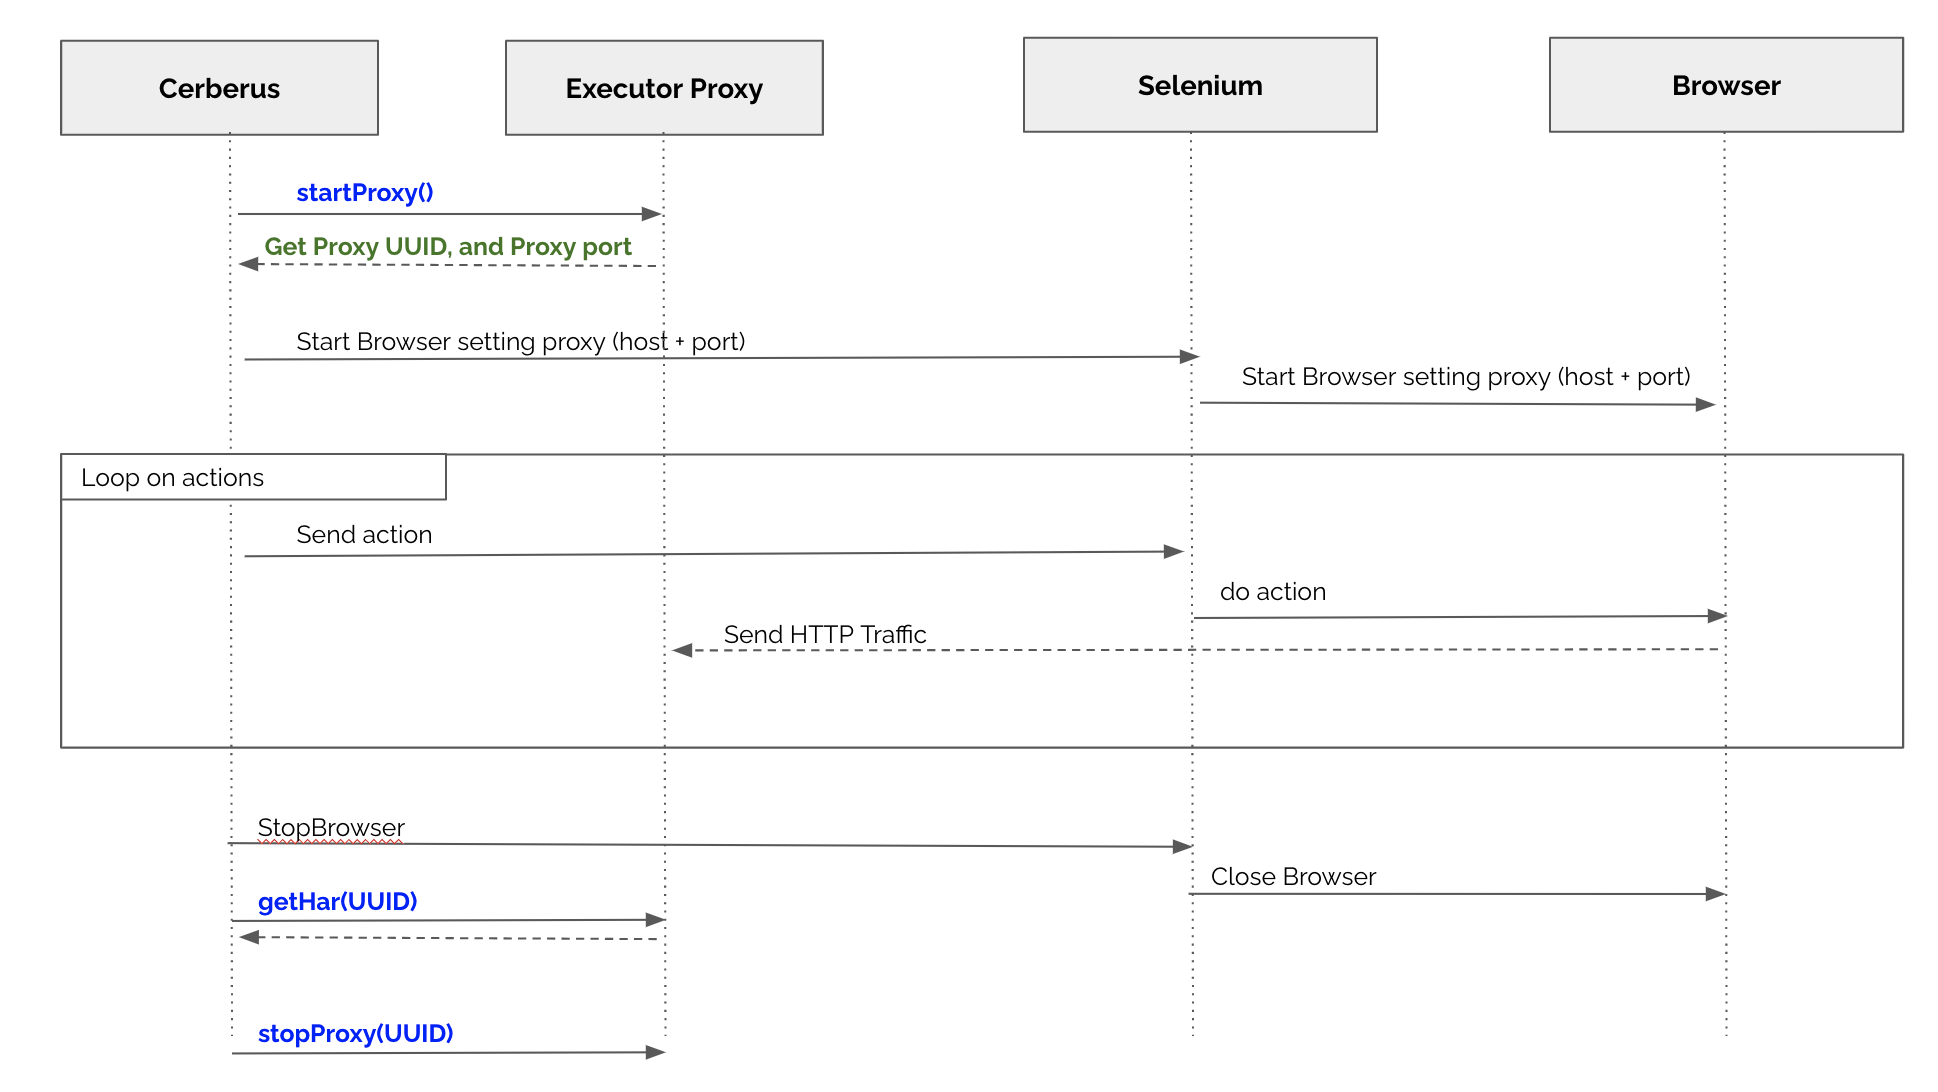 Cerberus
Executor Proxy
Selenium
Browser
startProxy()
Get Proxy UUID, and Proxy port
Start Browser setting proxy (host + port)
Start Browser setting proxy (host + port)
Loop on actions
Send action
do action
Send HTTP Traffic
StopBrowser
Close Browser
getHar(UUID)
stopProxy(UUID)